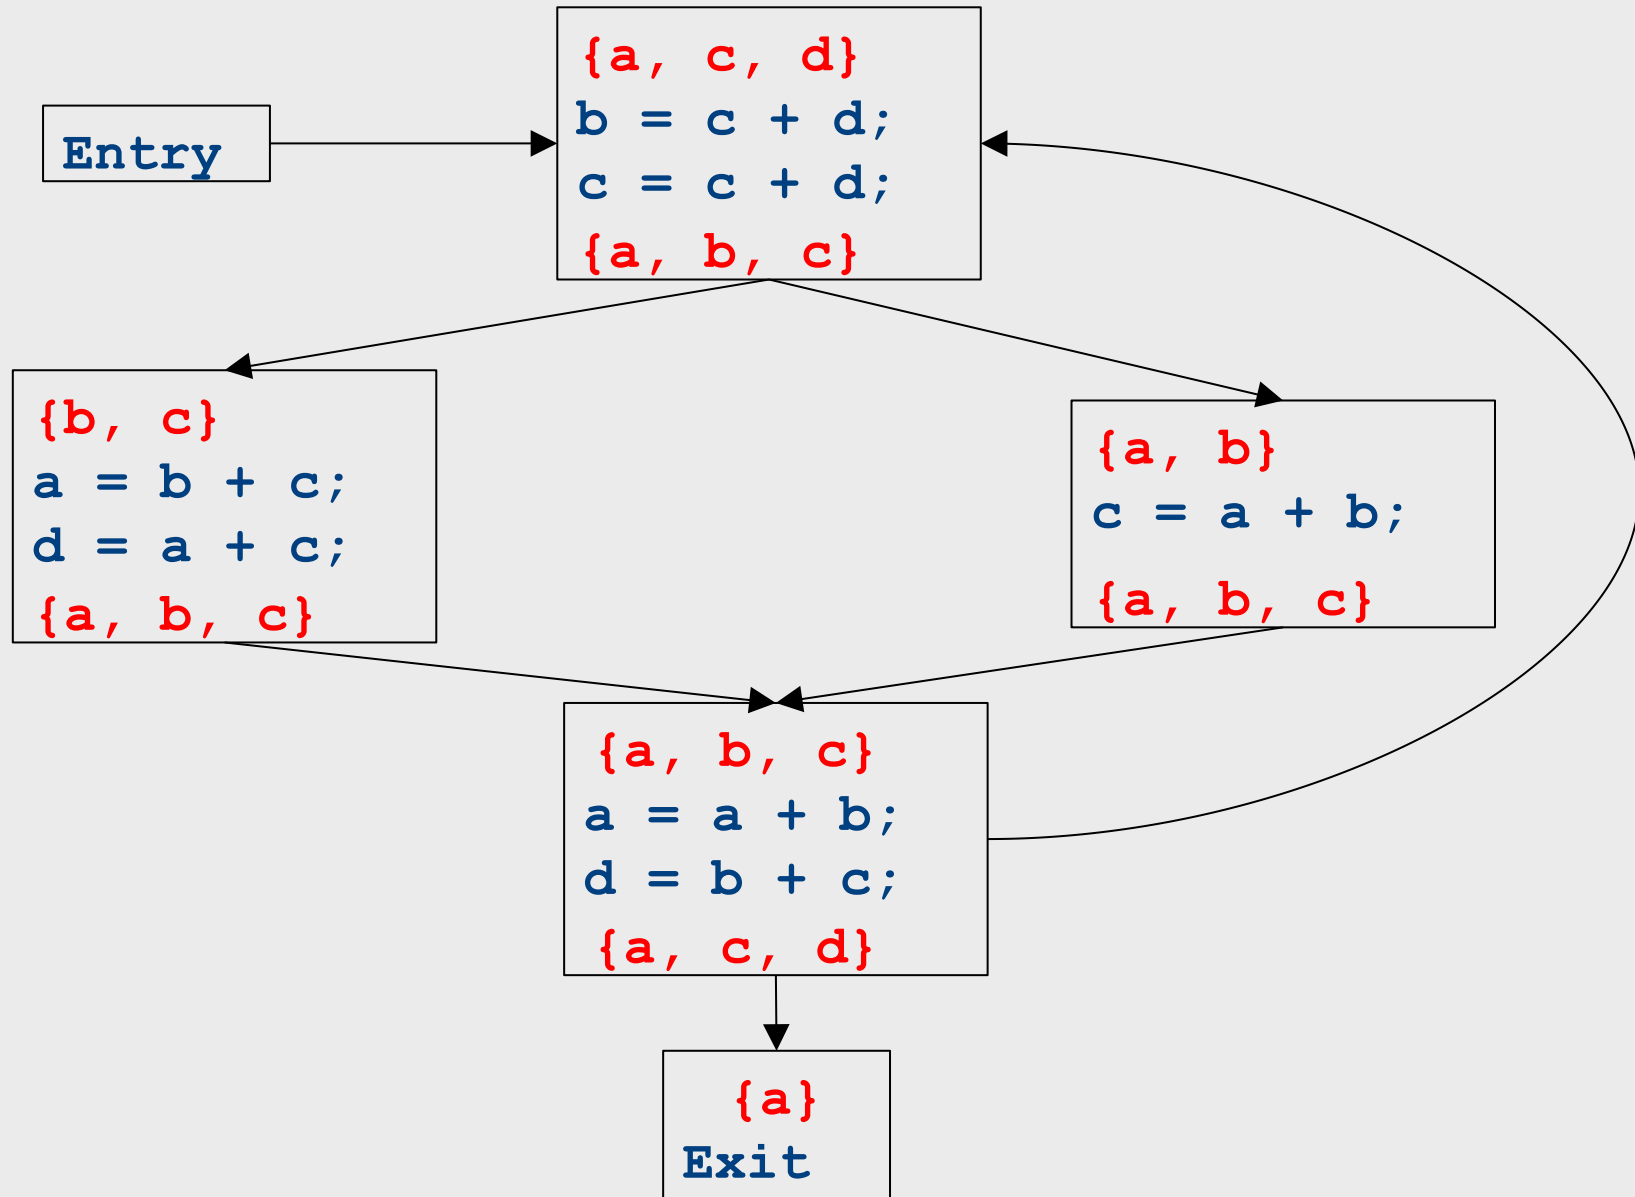 {a, c, d}
b = c + d;
c = c + d;
{a, b, c}
Entry
{b, c}
a = b + c;
d = a + c;
{a, b, c}
{a, b}
c = a + b;
{a, b, c}
{a, b, c}
a = a + b;
d = b + c;
{a, c, d}
{a}
Exit